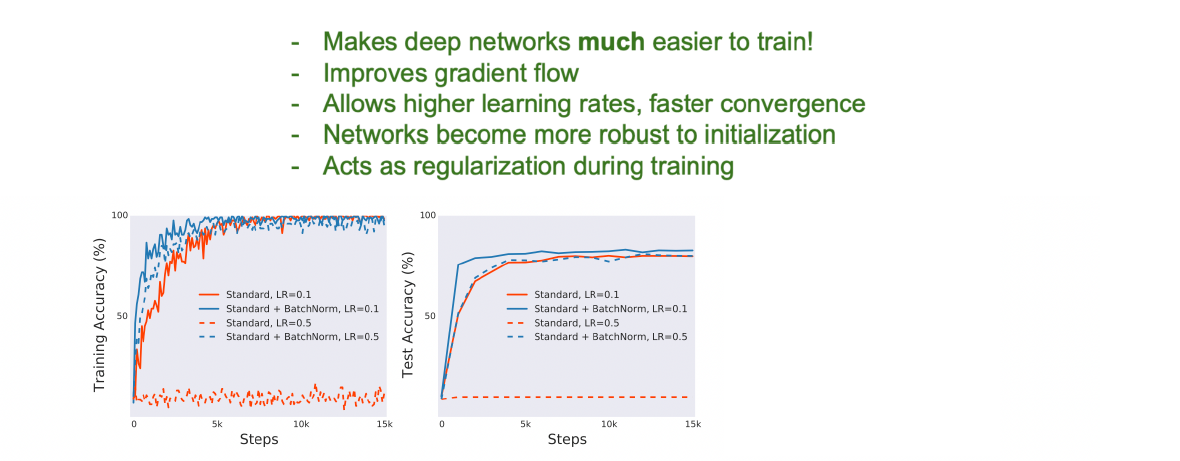 - Makes deep networks much easier to train!
- Improves gradient flow
- Allows higher learning rates, faster convergence
- Networks become more robust to initialization
- Acts as regularization during training
100
50
Training Accuracy (%)
Standard, LR=0.1
Standard + BatchNorm, LR=0.1
Standard, LR=0.5
Standard + BatchNorm, LR=0.5
0 5k 10k 15k
Steps
100
50
Test Accuracy (%)
Standard, LR=0.1
Standard + BatchNorm, LR=0.1
Standard, LR=0.5
Standard + BatchNorm, LR=0.5
0 5k 10k 15k
Steps